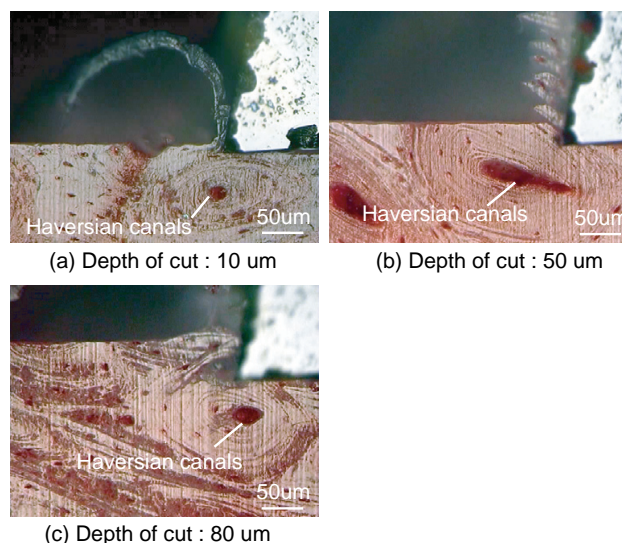 Haversian canals
50um
(a) Depth of cut : 10 um
Haversian canals
50um
(b) Depth of cut : 50 um
Haversian canals
50um
(c) Depth of cut : 80 um